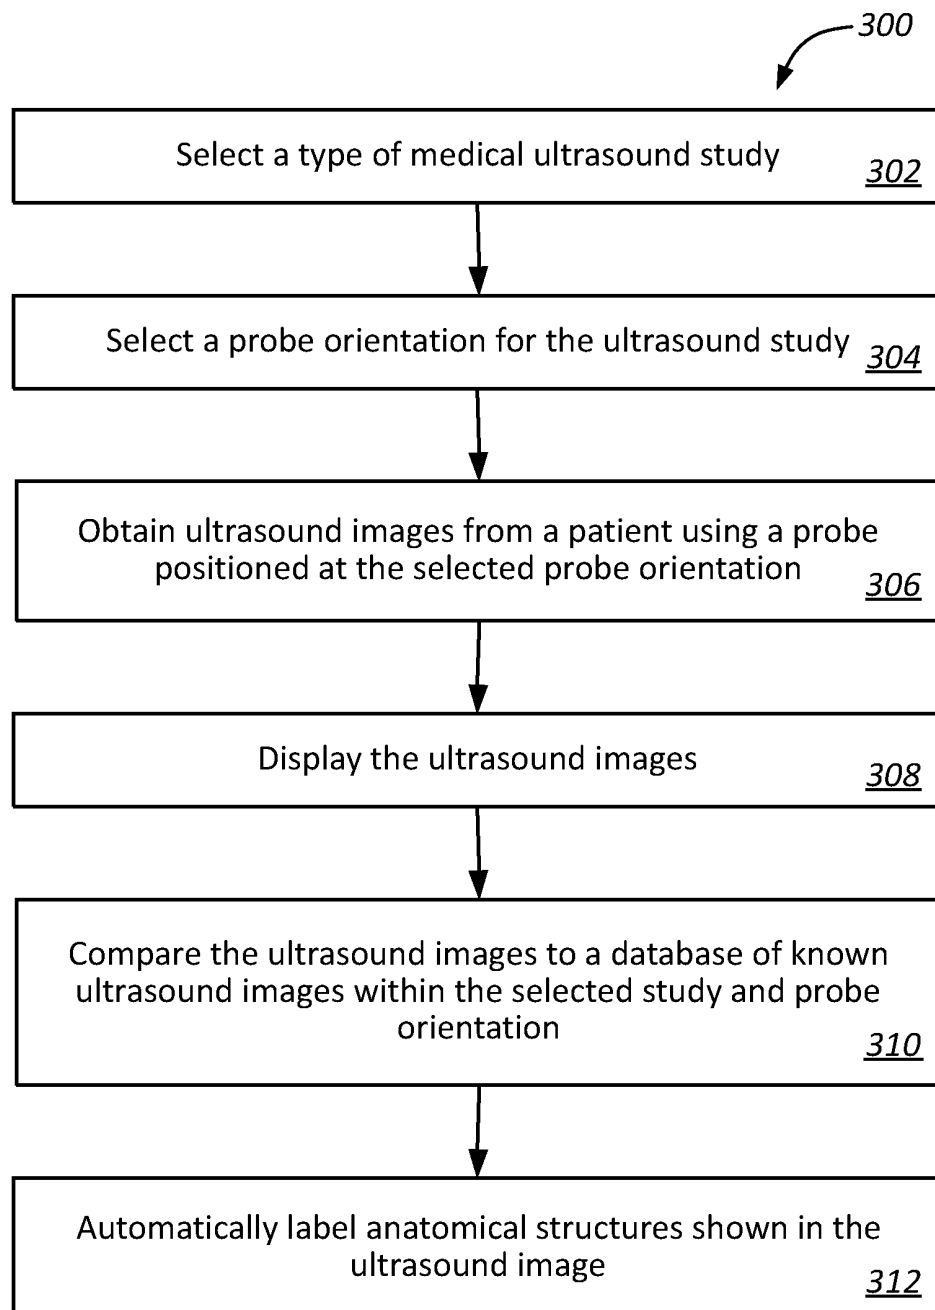 300
Select a type of medical ultrasound study
302
Select a probe orientation for the ultrasound study
304
Obtain ultrasound images from a patient using a probe
positioned at the selected probe orientation
306
Display the ultrasound images
308
Compare the ultrasound images to a database of known
ultrasound images within the selected study and probe
orientation
310
Automatically label anatomical structures shown in the
ultrasound image
312